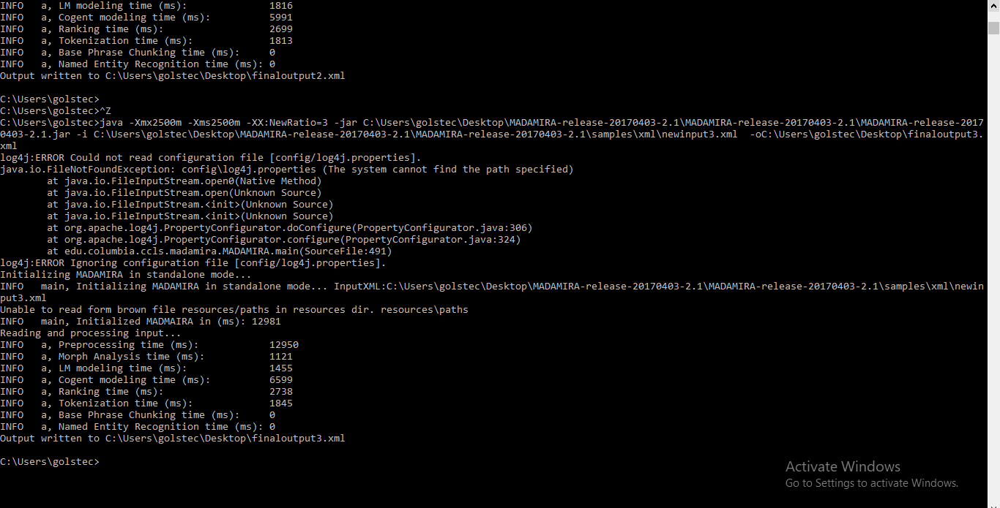 INFO   a, LM modeling time (ms):              1816
INFO   a, Cogent modeling time (ms):          5991
INFO   a, Ranking time (ms):                  2699
INFO   a, Tokenization time (ms):             1813
INFO   a, Base Phrase Chunking time (ms):     0
INFO   a, Named Entity Recognition time (ms): 0
Output written to C:\Users\golstec\Desktop\finaloutput2.xml
C:\Users\golstec>
C:\Users\golstec>^Z
C:\Users\golstec>java -Xmx2500m -Xms2500m -XX:NewRatio=3 -jar C:\Users\golstec\Desktop\MADAMIRA-release-20170403-2.1\MADAMIRA-release-20170403-2.1\MADAMIRA-release-2017
0403-2.1.jar -i C:\Users\golstec\Desktop\MADAMIRA-release-20170403-2.1\MADAMIRA-release-20170403-2.1\samples\xml\newinput3.xml  -oC:\Users\golstec\Desktop\finaloutput3.
xml
log4j:ERROR Could not read configuration file [config/log4j.properties].
java.io.FileNotFoundException: config\log4j.properties (The system cannot find the path specified)
        at java.io.FileInputStream.open0(Native Method)
        at java.io.FileInputStream.open(Unknown Source)
        at java.io.FileInputStream.<init>(Unknown Source)
        at java.io.FileInputStream.<init>(Unknown Source)
        at org.apache.log4j.PropertyConfigurator.doConfigure(PropertyConfigurator.java:306)
        at org.apache.log4j.PropertyConfigurator.configure(PropertyConfigurator.java:324)
        at edu.columbia.ccls.madamira.MADAMIRA.main(SourceFile:491)
log4j:ERROR Ignoring configuration file [config/log4j.properties].
Initializing MADAMIRA in standalone mode...
INFO   main, Initializing MADAMIRA in standalone mode... InputXML:C:\Users\golstec\Desktop\MADAMIRA-release-20170403-2.1\MADAMIRA-release-20170403-2.1\samples\xml\newin
put3.xml
Unable to read form brown file resources/paths in resources dir. resources\paths
INFO   main, Initialized MADMAIRA in (ms): 12981
Reading and processing input...
INFO   a, Preprocessing time (ms):            12950
INFO   a, Morph Analysis time (ms):           1121
INFO   a, LM modeling time (ms):              1455
INFO   a, Cogent modeling time (ms):          6599
INFO   a, Ranking time (ms):                  2738
INFO   a, Tokenization time (ms):             1845
INFO   a, Base Phrase Chunking time (ms):     0
INFO   a, Named Entity Recognition time (ms): 0
Output written to C:\Users\golstec\Desktop\finaloutput3.xml
C:\Users\golstec>
Activate Windows
Go to Settings to activate Windows.